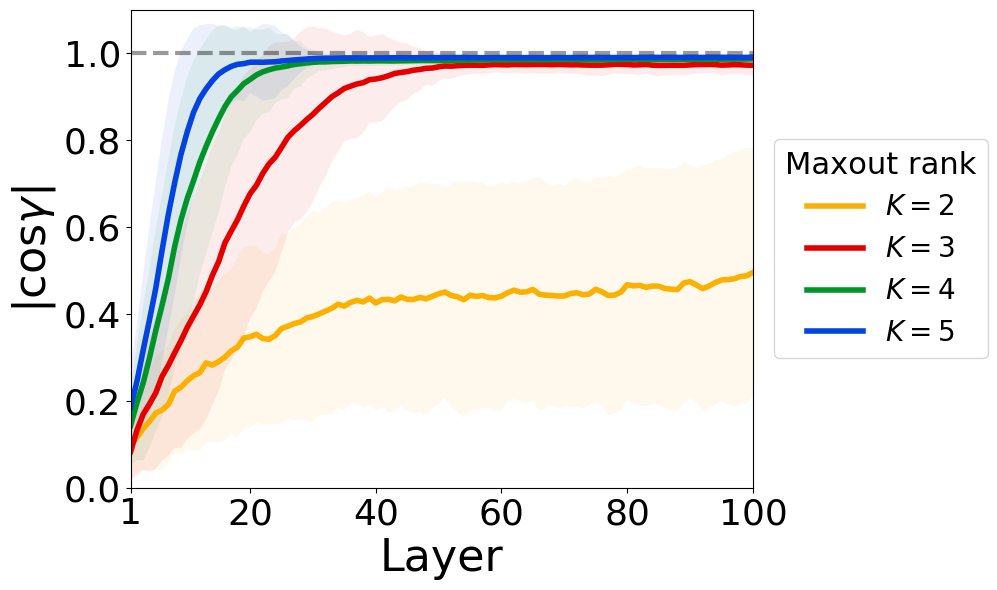 |cosγ|
1.0
0.8
0.6
0.4
0.2
0.0
1 20 40 60 80 100
Layer
Maxout rank
K = 2
K = 3
K = 4
K = 5